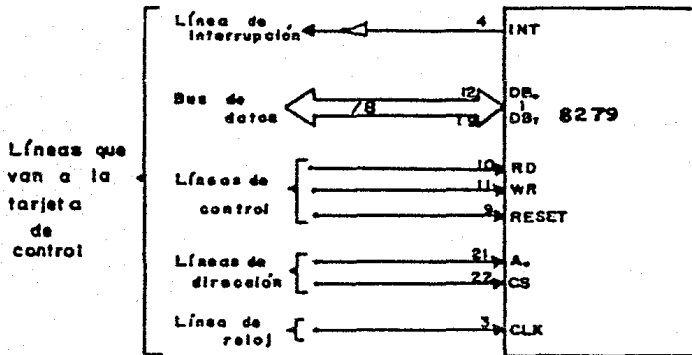 Línea de
interrupción
4
INT
Bus de
datos
/8
12
19
DB₀
DB₇
8279
Líneas que
van a la
tarjeta
de
control
Líneas de
control
10
RD
11
WR
9
RESET
Líneas de
dirección
21
A₀
22
CS
Línea de
reloj
3
CLK